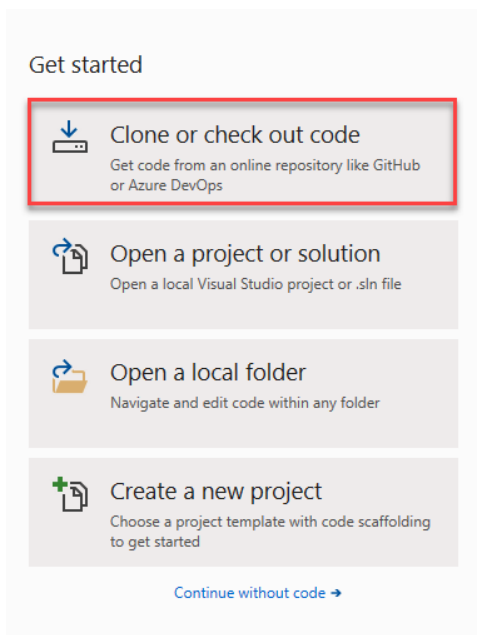 Get started
Clone or check out code
Get code from an online repository like GitHub
or Azure DevOps
Open a project or solution
Open a local Visual Studio project or .sln file
Open a local folder
Navigate and edit code within any folder
Create a new project
Choose a project template with code scaffolding
to get started
Continue without code →